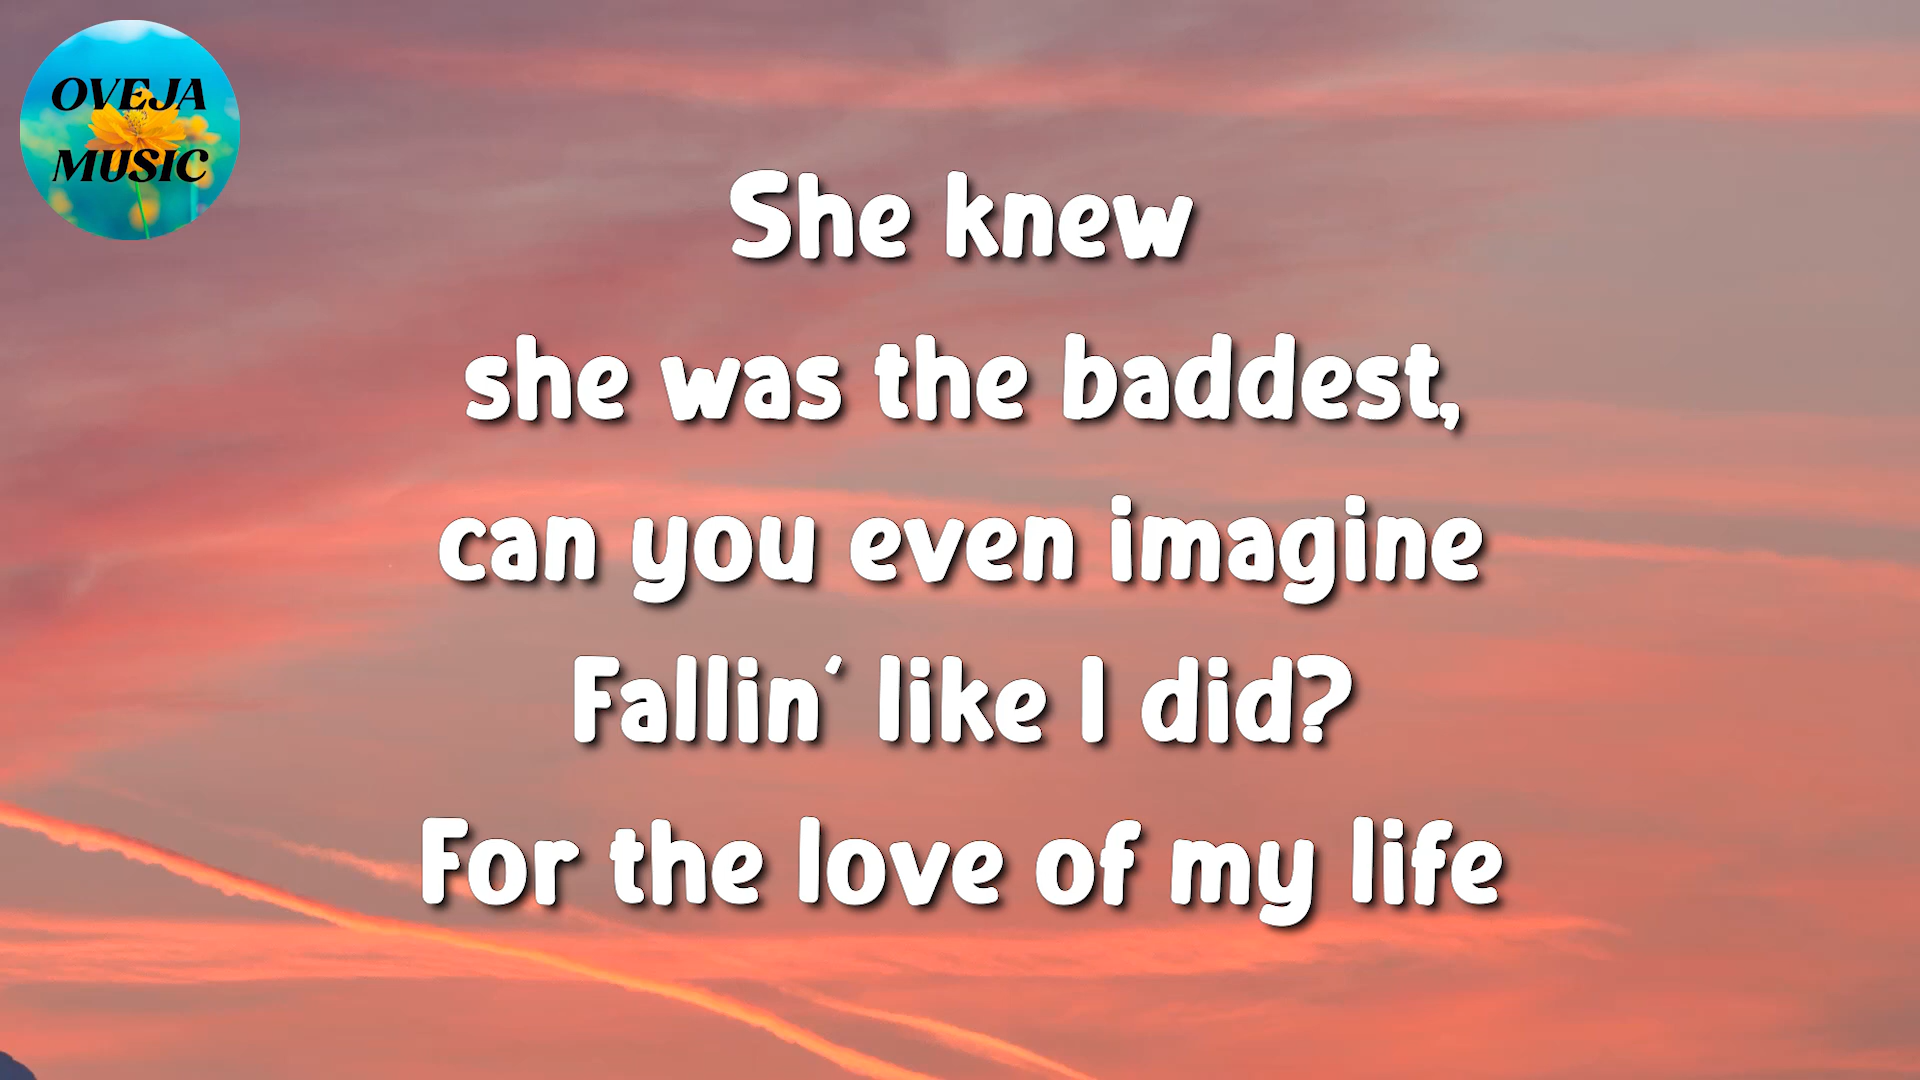 OVEJA
MUSIC
She knew
she was the baddest,
can you even imagine
Fallin' like I did?
For the love of my life